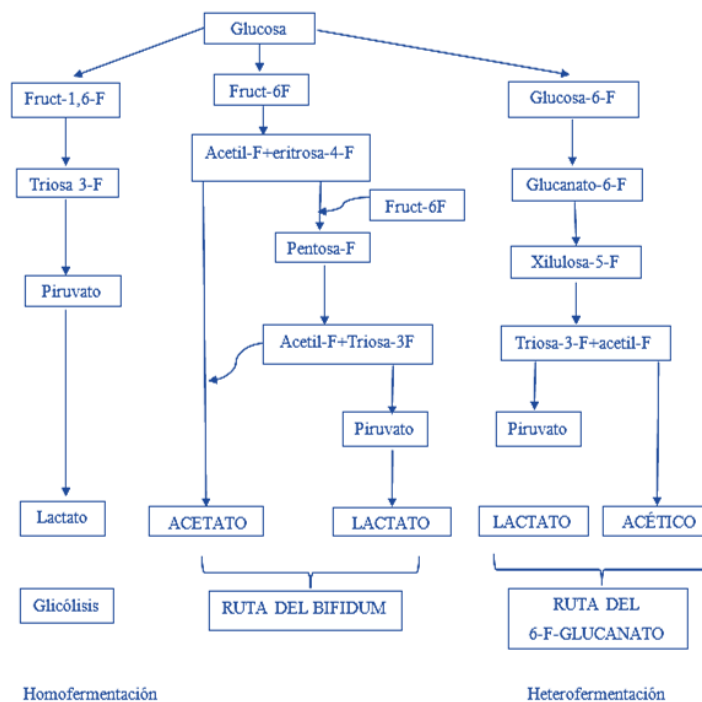 Glucosa
Fruct-1,6-F
Fruct-6F
Glucosa-6-F
Acetil-F+eritrosa-4-F
Triosa 3-F
Glucanato-6-F
Fruct-6F
Pentosa-F
Xilulosa-5-F
Piruvato
Acetil-F+Triosa-3F
Triosa-3-F+acetil-F
Piruvato
Piruvato
Lactato
ACETATO
LACTATO
LACTATO
ACÉTICO
Glicólisis
RUTA DEL BIFIDUM
RUTA DEL
6-F-GLUCANATO
Homofermentación
Heterofermentación